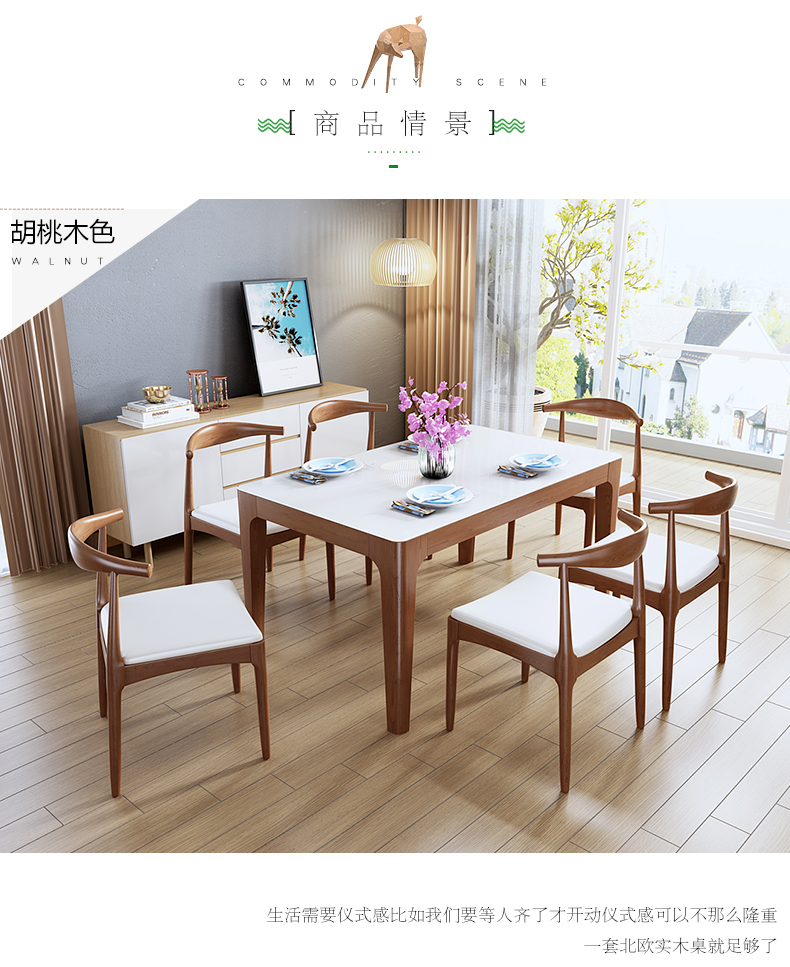 COMMODITY SCENE
[商品情景]
胡桃木色
WALNUT
生活需要仪式感比如我们要等人齐了才开动仪式感可以不那么隆重
一套北欧实木桌就足够了